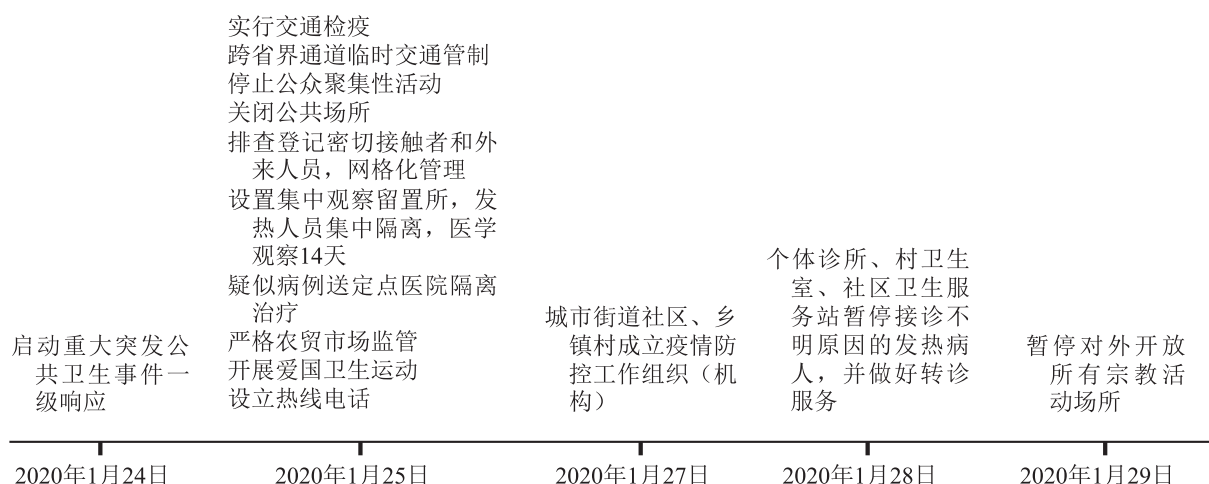 启动重大突发公
共卫生事件一
级响应
实行交通检疫
跨省界通道临时交通管制
停止公众聚集性活动
关闭公共场所
排查登记密切接触者和外
来人员，网格化管理
设置集中观察留置所，发
热人员集中隔离，医学
观察14天
疑似病例送定点医院隔离
治疗
严格农贸市场监管
开展爱国卫生运动
设立热线电话
城市街道社区、乡
镇村成立疫情防
控工作组织（机
构）
个体诊所、村卫生
室、社区卫生服
务站暂停接诊不
明原因的发热病
人，并做好转诊
服务
暂停对外开放
所有宗教活
动场所
2020年1月24日
2020年1月25日
2020年1月27日
2020年1月28日
2020年1月29日